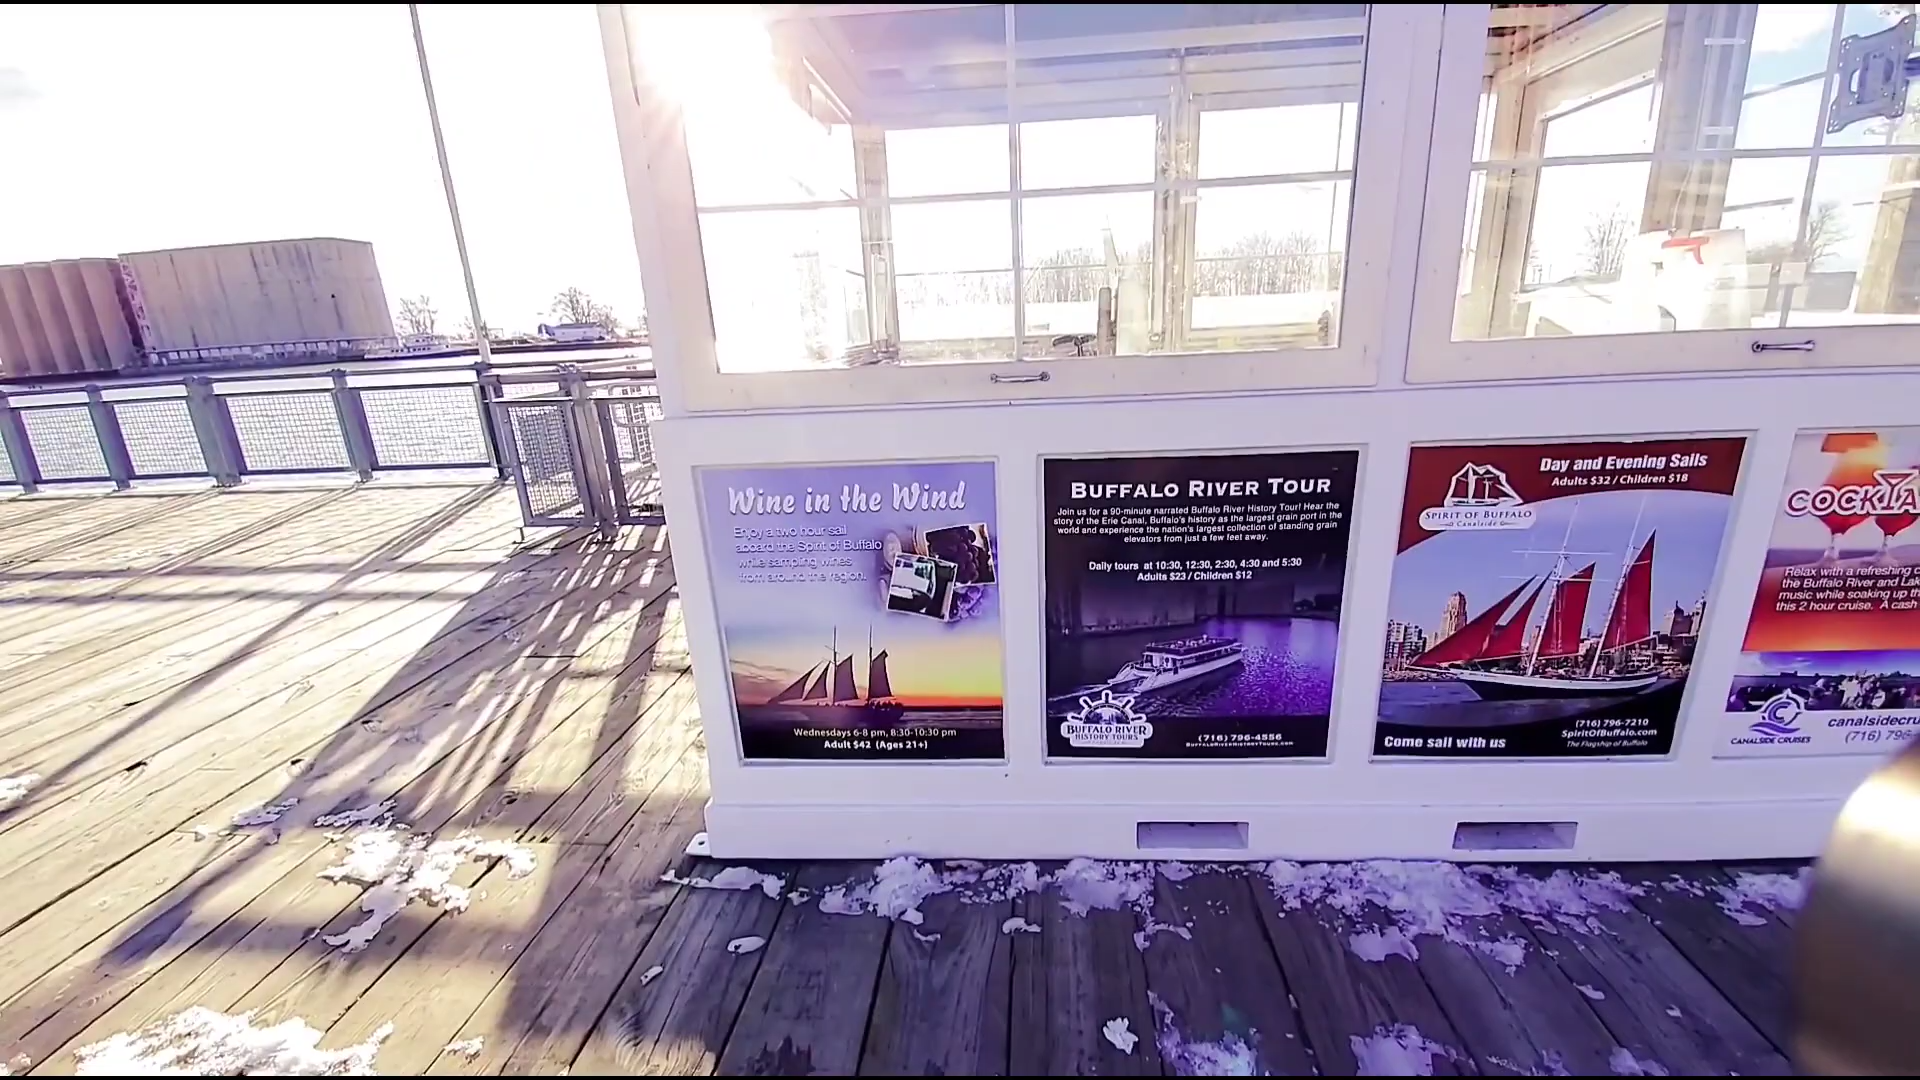 Wine in the Wind
Enjoy a two hour sail
aboard the Spirit of Buffalo
while sampling wines
from around the region.
Wednesdays 6-8 pm, 8:30-10:30 pm
Adult $42 (Ages 21+)
BUFFALO RIVER TOUR
Join us for a 90-minute narrated Buffalo River History Tour! Hear the
story of the Erie Canal, Buffalo's history as the largest grain port in the
world and experience the nation's largest collection of standing grain
elevators from just a few feet away.
Daily tours at 10:30, 12:30, 2:30, 4:30 and 5:30
Adults $23 / Children $12
BUFFALO RIVER
HISTORY TOURS
(716) 796-4556
BUFFALORIVERHISTORYTOURS.COM
Day and Evening Sails
Adults $32 / Children $18
SPIRIT OF BUFFALO
Canalside
(716) 796-7210
SpiritOfBuffalo.com
The Flagship of Buffalo
Come sail with us
COCKTA
Relax with a refreshing c
the Buffalo River and Lak
music while soaking up th
this 2 hour cruise. A cash
CANALSIDE CRUISES
canalsidecru
(716) 796